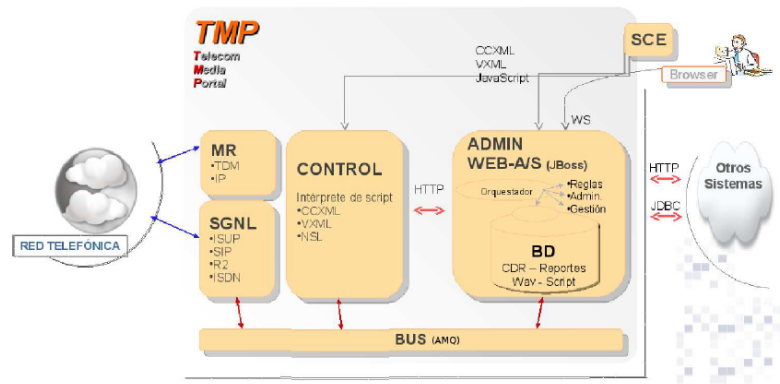 TMP
Telecom
Media
Portal
CCXML
VXML
JavaScript
SCE
Browser
WS
MR
•TDM
•IP
SGNL
•ISUP
•SIP
•R2
•ISDN
CONTROL
Intérprete de script
•CCXML
•VXML
•NSL
HTTP
ADMIN
WEB-A/S (JBoss)
Orquestador
•Reglas
•Admin.
•Gestión
BD
CDR – Reportes
Wav - Script
HTTP
JDBC
Otros
Sistemas
RED TELEFÓNICA
BUS (AMQ)